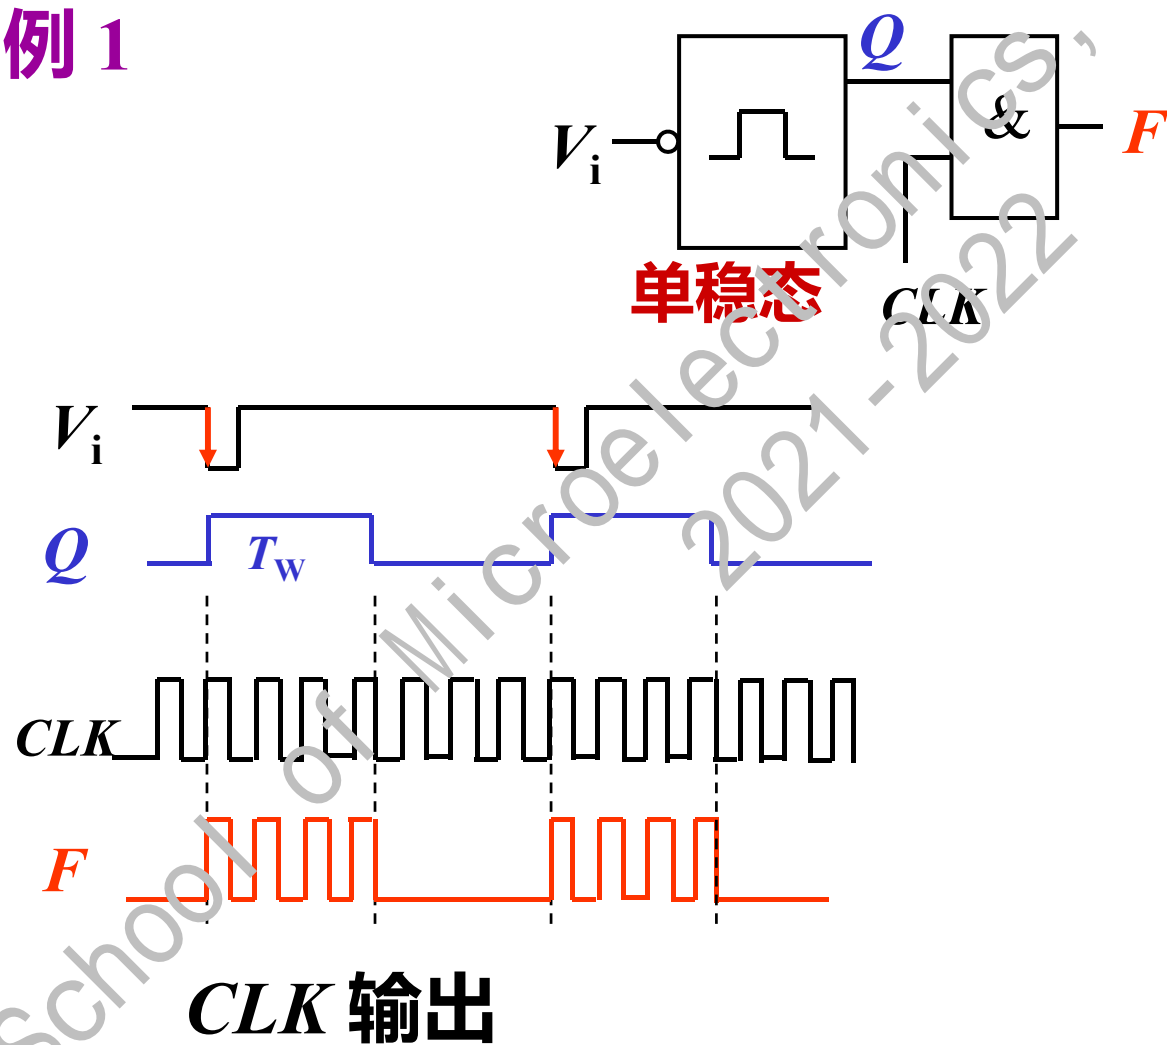 例 1
Q
&
F
Vi
CLK
单稳态
Vi
Q
TW
CLK
F
CLK 输出
School of Microelectronics,
2021-2022